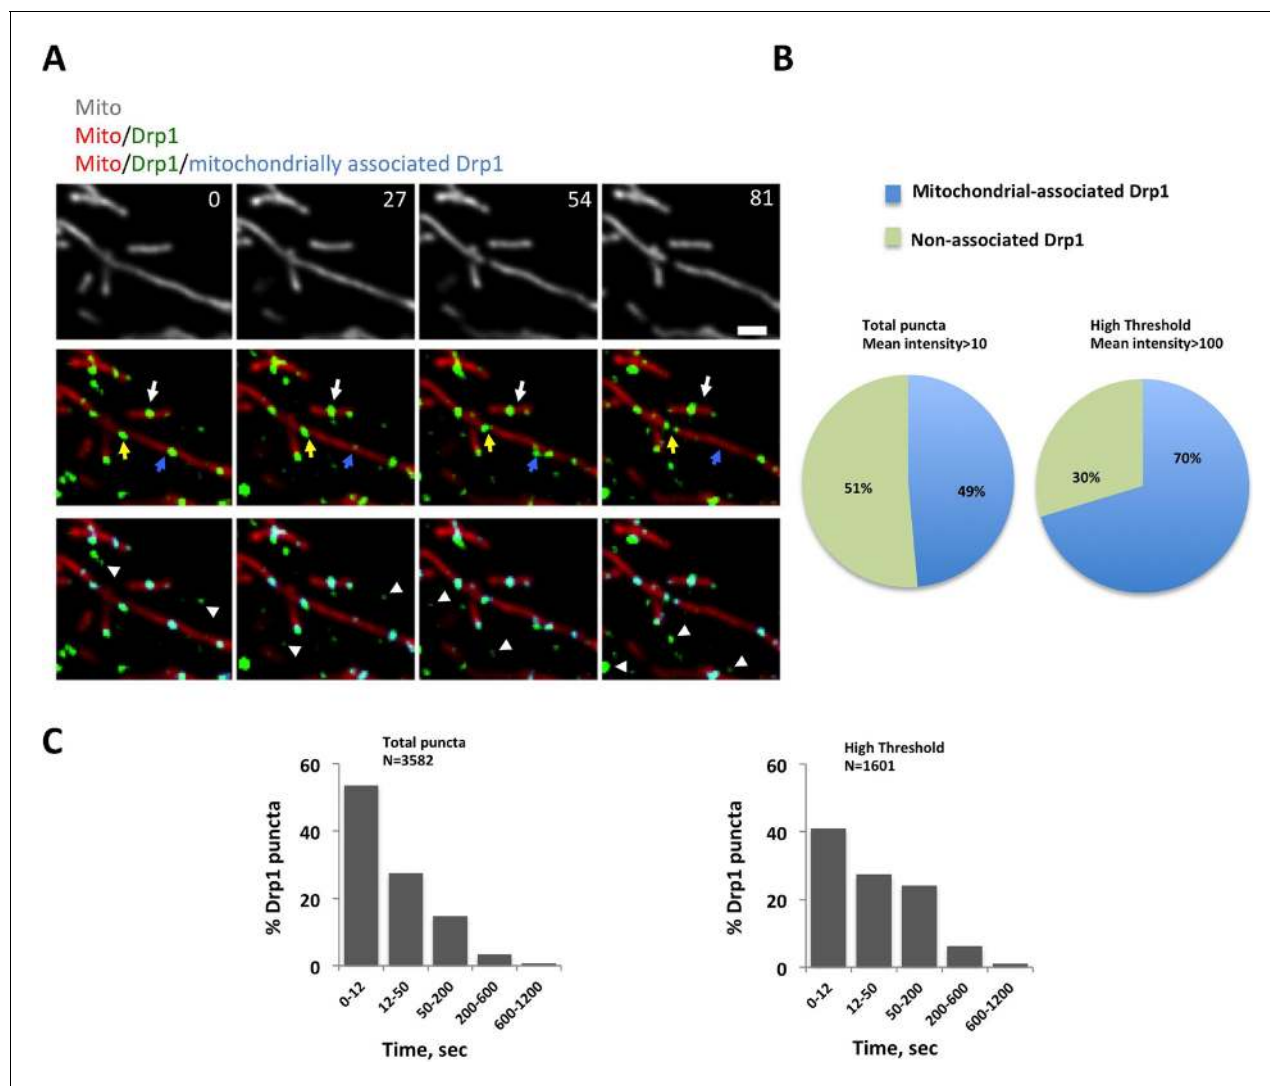 A
Mito
Mito/Drp1
Mito/Drp1/mitochondrially associated Drp1
0
27
54
81
B
Mitochondrial-associated Drp1
Non-associated Drp1
Total puncta
Mean intensity>10
51%
49%
High Threshold
Mean intensity>100
30%
70%
C
Total puncta
N=3582
% Drp1 puncta
60
40
20
0
0-12
12-50
50-200
200-600
600-1200
Time, sec
High Threshold
N=1601
% Drp1 puncta
60
40
20
0
0-12
12-50
50-200
200-600
600-1200
Time, sec